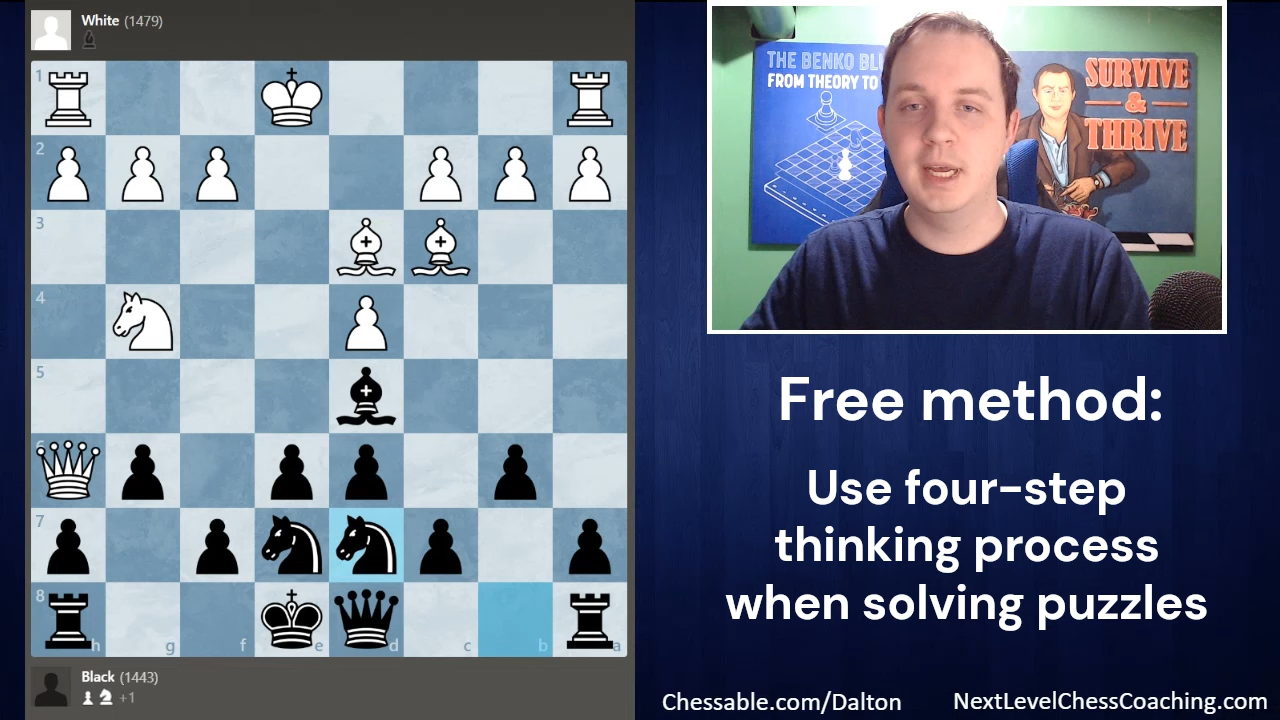 White (1479)
1
2
3
4
5
6
7
8
h
g
f
e
d
c
b
a
Black (1443)
+1
THE BENKO BL
FROM THEORY TO
SURVIVE
&
THRIVE
Free method:
Use four-step
thinking process
when solving puzzles
Chessable.com/Dalton
NextLevelChessCoaching.com